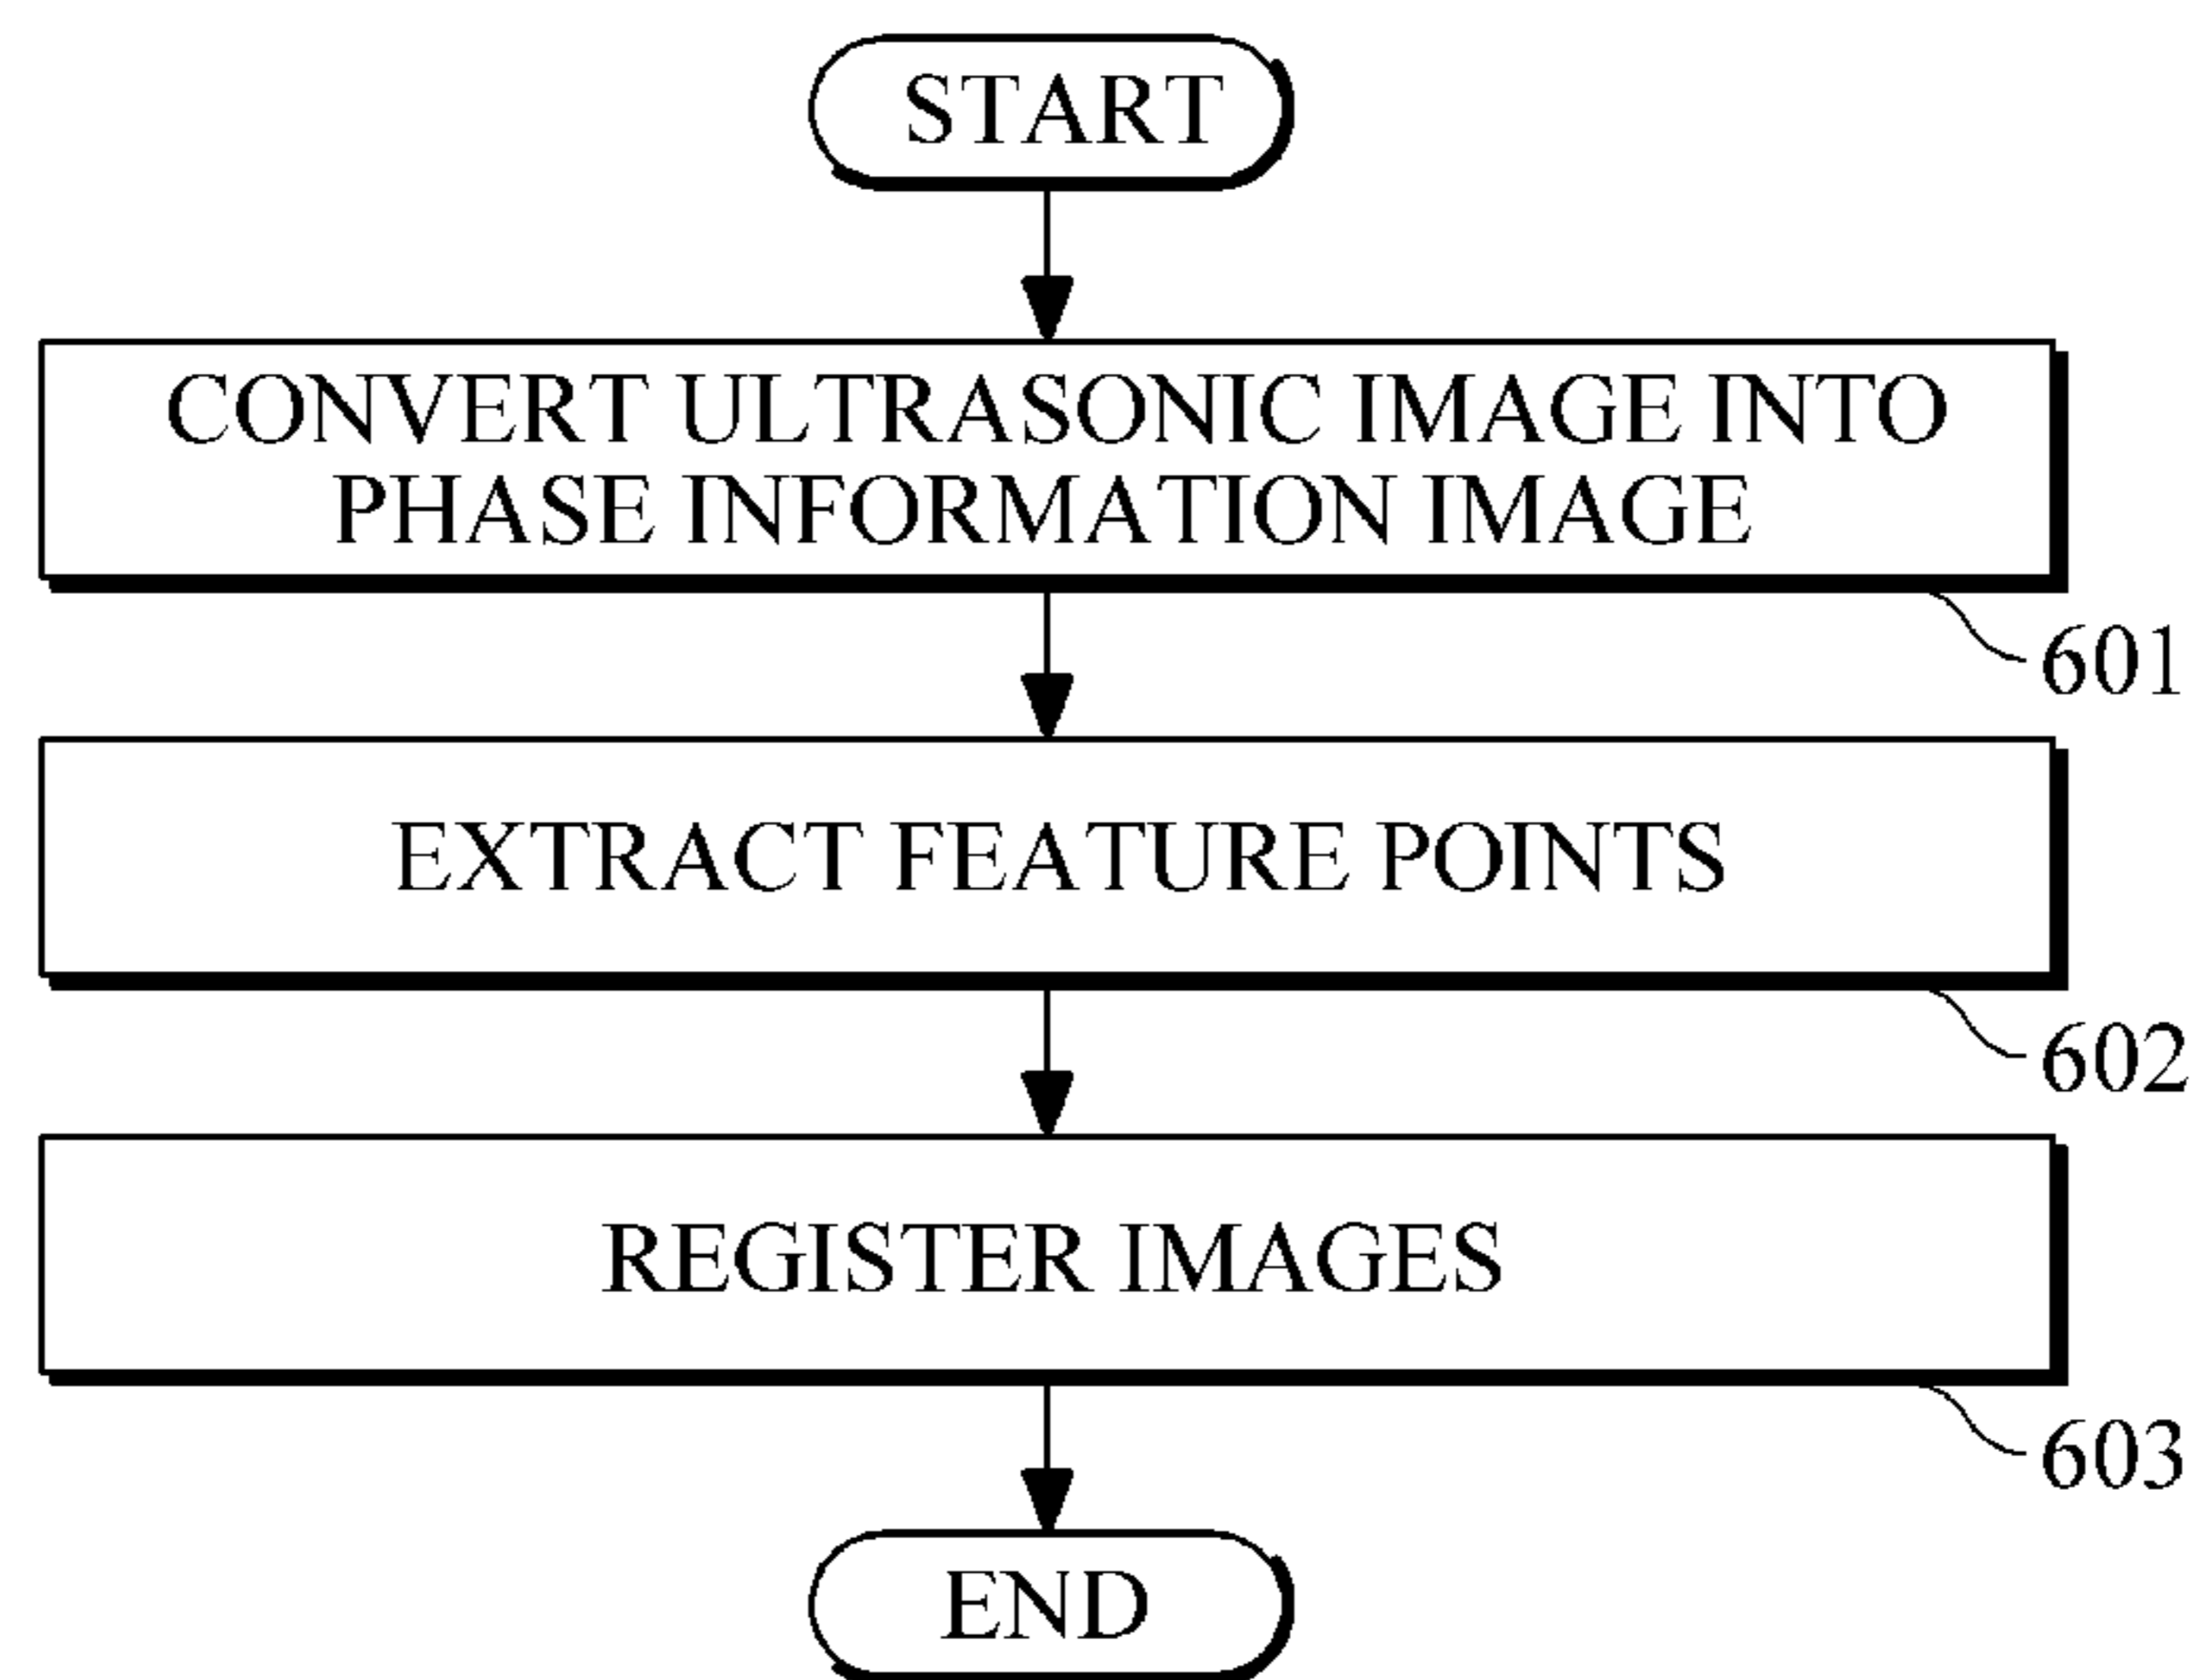 START
CONVERT ULTRASONIC IMAGE INTO
PHASE INFORMATION IMAGE
601
EXTRACT FEATURE POINTS
602
REGISTER IMAGES
603
END